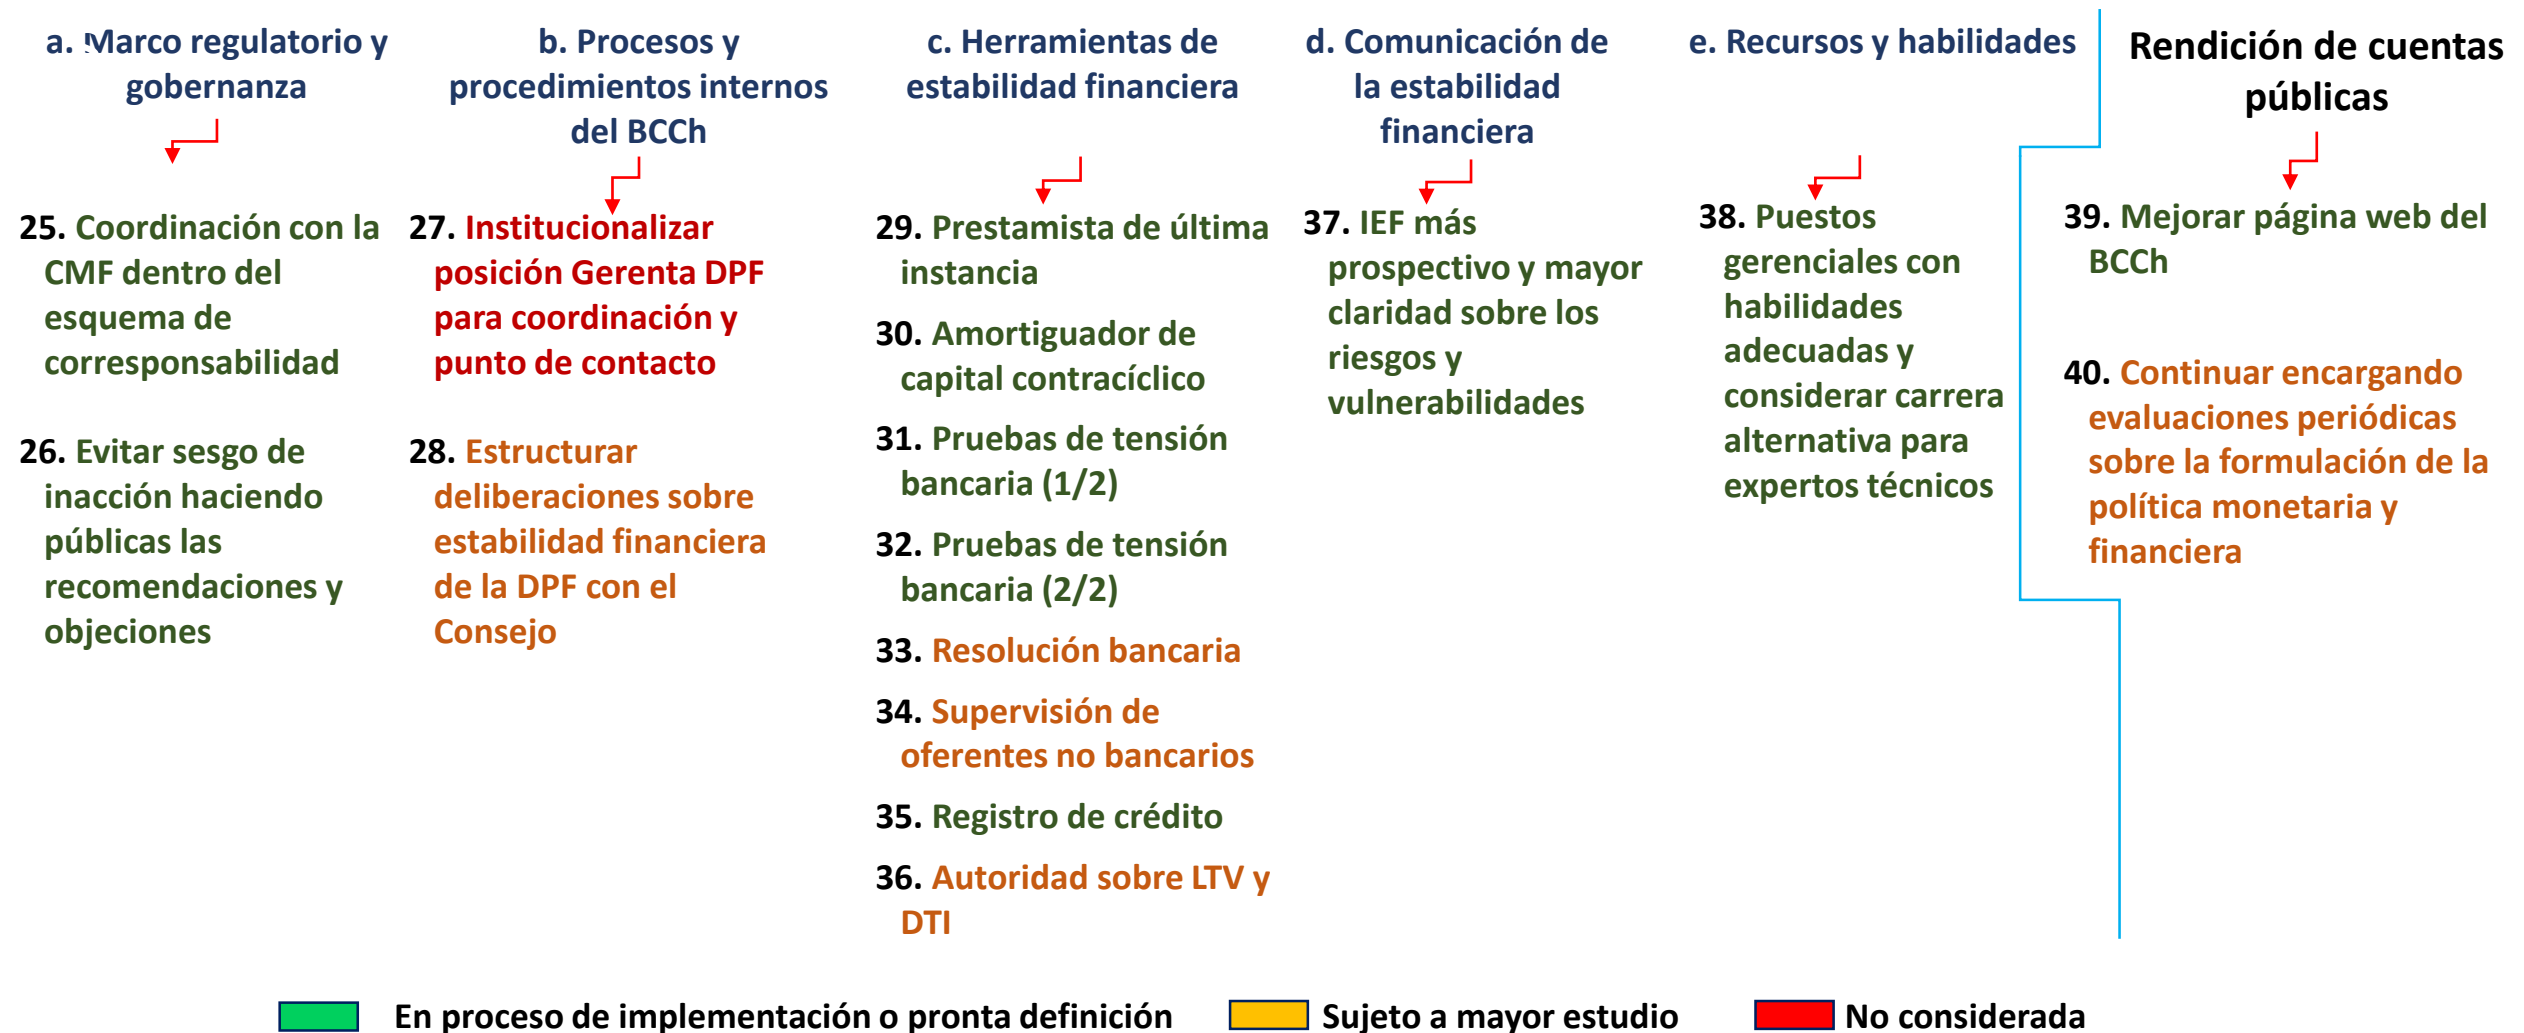 a. Marco regulatorio y
gobernanza
25. Coordinación con la
CMF dentro del
esquema de
corresponsabilidad
26. Evitar sesgo de
inacción haciendo
públicas las
recomendaciones y
objeciones
b. Procesos y
procedimientos internos
del BCCh
27. Institucionalizar
posición Gerenta DPF
para coordinación y
punto de contacto
28. Estructurar
deliberaciones sobre
estabilidad financiera
de la DPF con el
Consejo
c. Herramientas de
estabilidad financiera
29. Prestamista de última
instancia
30. Amortiguador de
capital contracíclico
31. Pruebas de tensión
bancaria (1/2)
32. Pruebas de tensión
bancaria (2/2)
33. Resolución bancaria
34. Supervisión de
oferentes no bancarios
35. Registro de crédito
36. Autoridad sobre LTV y
DTI
d. Comunicación de
la estabilidad
financiera
37. IEF más
prospectivo y mayor
claridad sobre los
riesgos y
vulnerabilidades
e. Recursos y habilidades
38. Puestos
gerenciales con
habilidades
adecuadas y
considerar carrera
alternativa para
expertos técnicos
Rendición de cuentas
públicas
39. Mejorar página web del
BCCh
40. Continuar encargando
evaluaciones periódicas
sobre la formulación de la
política monetaria y
financiera
En proceso de implementación o pronta definición
Sujeto a mayor estudio
No considerada